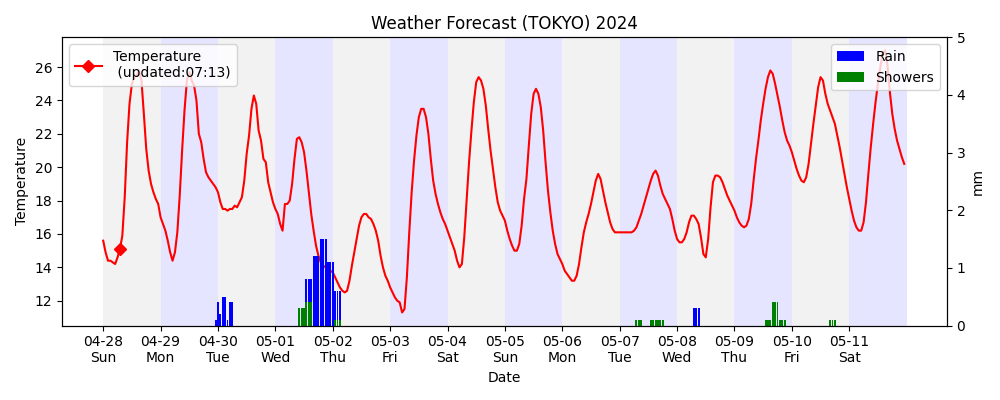 Weather Forecast (TOKYO) 2024
Temperature
(updated:07:13)
Rain
Showers
Temperature
26
24
22
20
18
16
14
12
5
4
3
2
1
0
mm
04-28 04-29 04-30 05-01 05-02 05-03 05-04 05-05 05-06 05-07 05-08 05-09 05-10 05-11
Sun Mon Tue Wed Thu Fri Sat Sun Mon Tue Wed Thu Fri Sat
Date